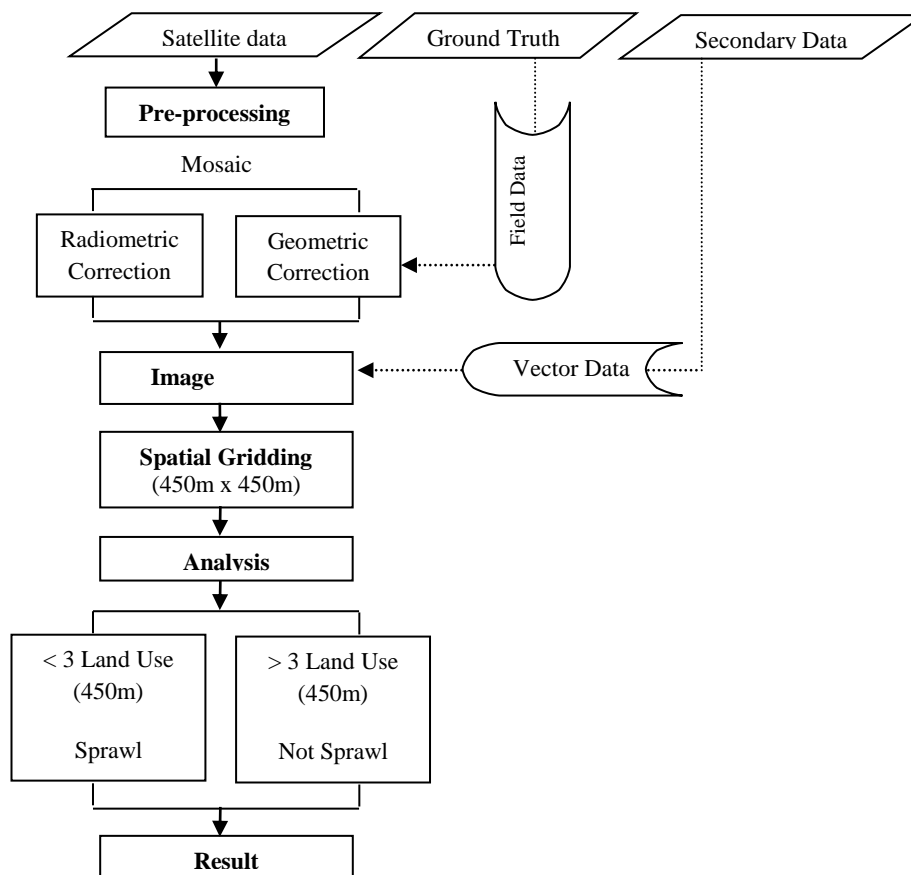 Satellite data
Ground Truth
Secondary Data
Pre-processing
Mosaic
Field Data
Radiometric
Correction
Geometric
Correction
Image
Vector Data
Spatial Gridding
(450m x 450m)
Analysis
< 3 Land Use
(450m)
Sprawl
> 3 Land Use
(450m)
Not Sprawl
Result